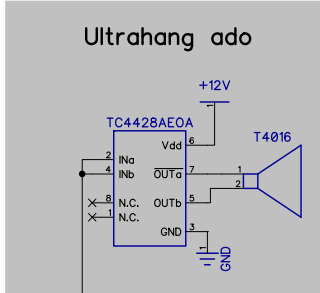 Ultrahang ado
+12V
1
TC4428AEOA
T4016
2 INa Vdd 6
4 INb OUTa 7 1
8 N.C. OUTb 5 2
1 N.C.
GND 3
1 GND